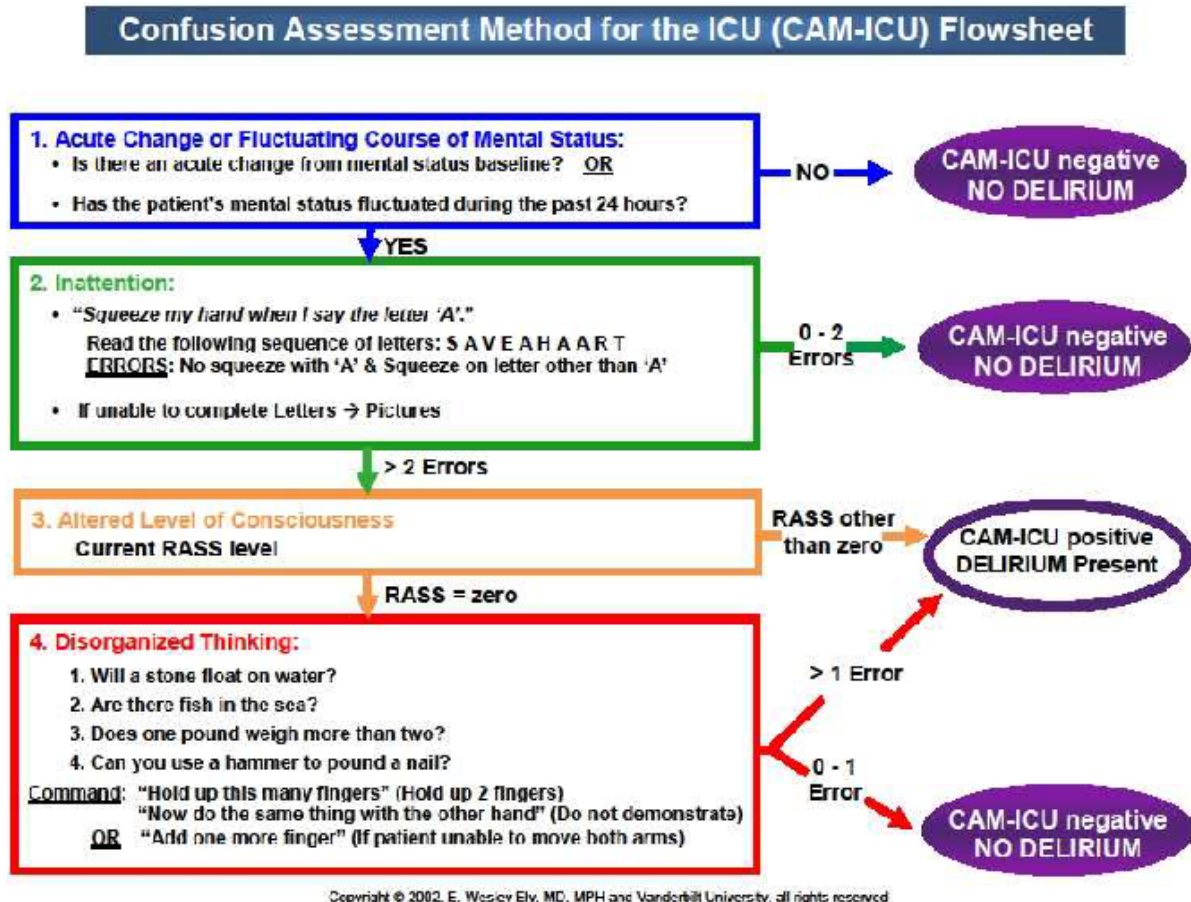 Confusion Assessment Method for the ICU (CAM-ICU) Flowsheet
1. Acute Change or Fluctuating Course of Mental Status:
• Is there an acute change from mental status baseline? OR
• Has the patient's mental status fluctuated during the past 24 hours?
NO
CAM-ICU negative
NO DELIRIUM
YES
2. Inattention:
• "Squeeze my hand when I say the letter 'A'."
Read the following sequence of letters: S A V E A H A A R T
ERRORS: No squeeze with 'A' & Squeeze on letter other than 'A'
• If unable to complete Letters → Pictures
0 - 2
Errors
CAM-ICU negative
NO DELIRIUM
> 2 Errors
3. Altered Level of Consciousness
Current RASS level
RASS other
than zero
CAM-ICU positive
DELIRIUM Present
RASS = zero
4. Disorganized Thinking:
1. Will a stone float on water?
2. Are there fish in the sea?
3. Does one pound weigh more than two?
4. Can you use a hammer to pound a nail?
Command: "Hold up this many fingers" (Hold up 2 fingers)
"Now do the same thing with the other hand" (Do not demonstrate)
OR "Add one more finger" (If patient unable to move both arms)
> 1 Error
0 - 1
Error
CAM-ICU negative
NO DELIRIUM
Copyright © 2002, E. Wesley Ely, MD, MPH and Vanderbilt University, all rights reserved